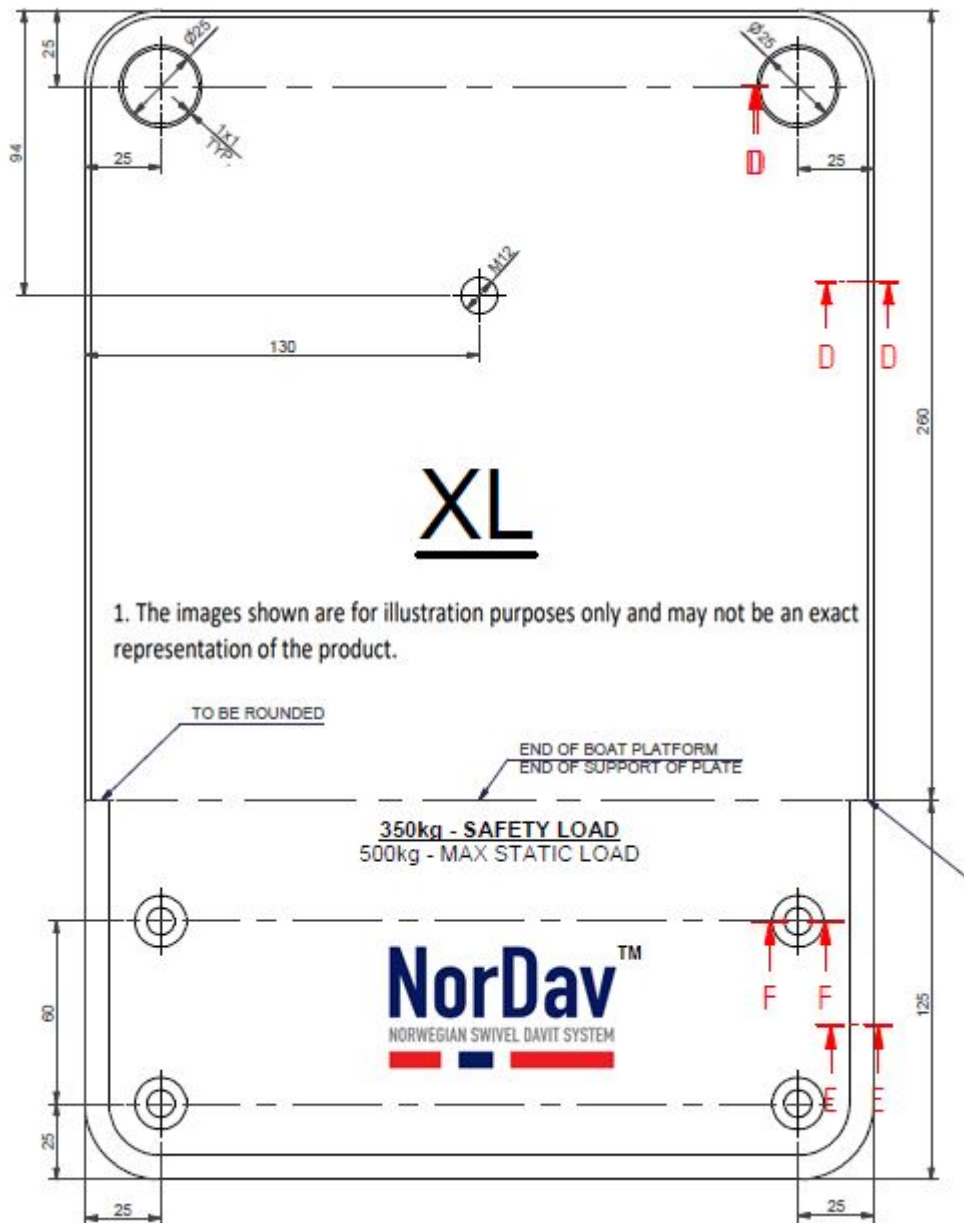 25
Ø25
Ø25
1x1
TYP.
25
D
25
94
M12
D D
130
260
XL
1. The images shown are for illustration purposes only and may not be an exact
representation of the product.
TO BE ROUNDED
END OF BOAT PLATFORM
END OF SUPPORT OF PLATE
350kg - SAFETY LOAD
500kg - MAX STATIC LOAD
NorDav™
NORWEGIAN SWIVEL DAVIT SYSTEM
F F
60
125
E E
25
25
25